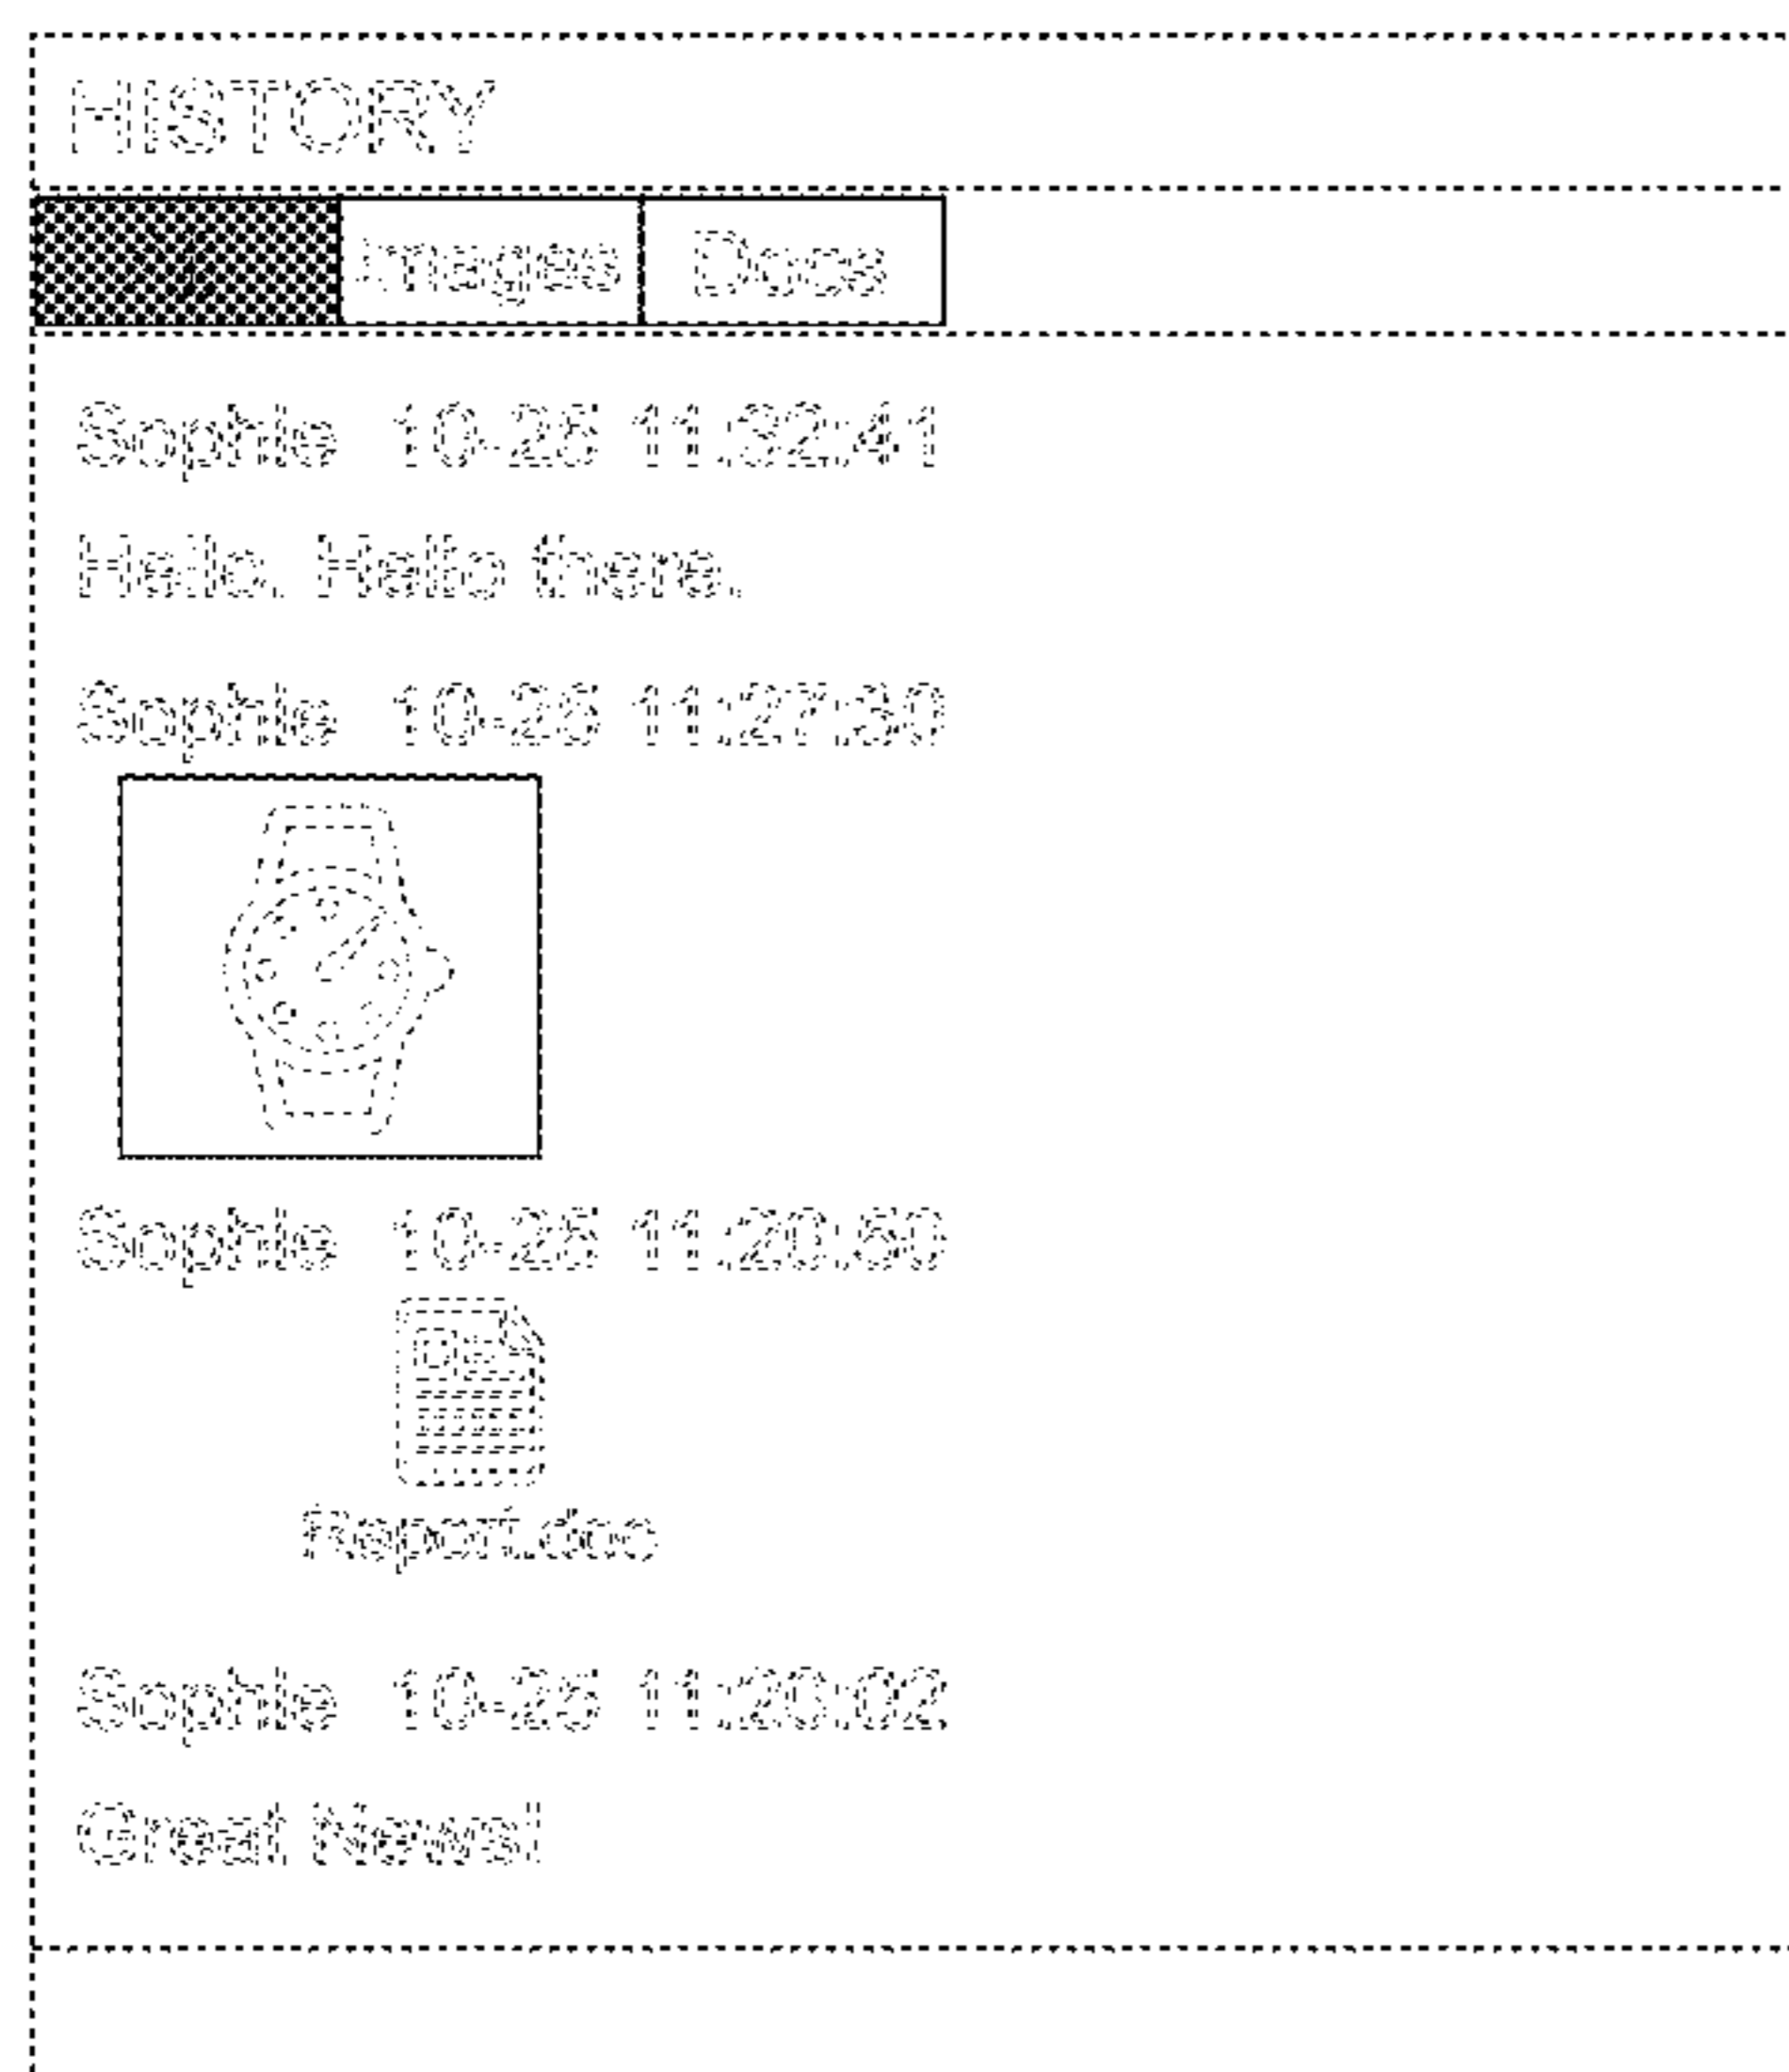 HISTORY
Images Docs
Sophie 10-25 11:32:41
Hello. Hello there.
Sophie 10-25 11:27:30
Sophie 10-25 11:20:50
Report.doc
Sophie 10-25 11:20:02
Great News!